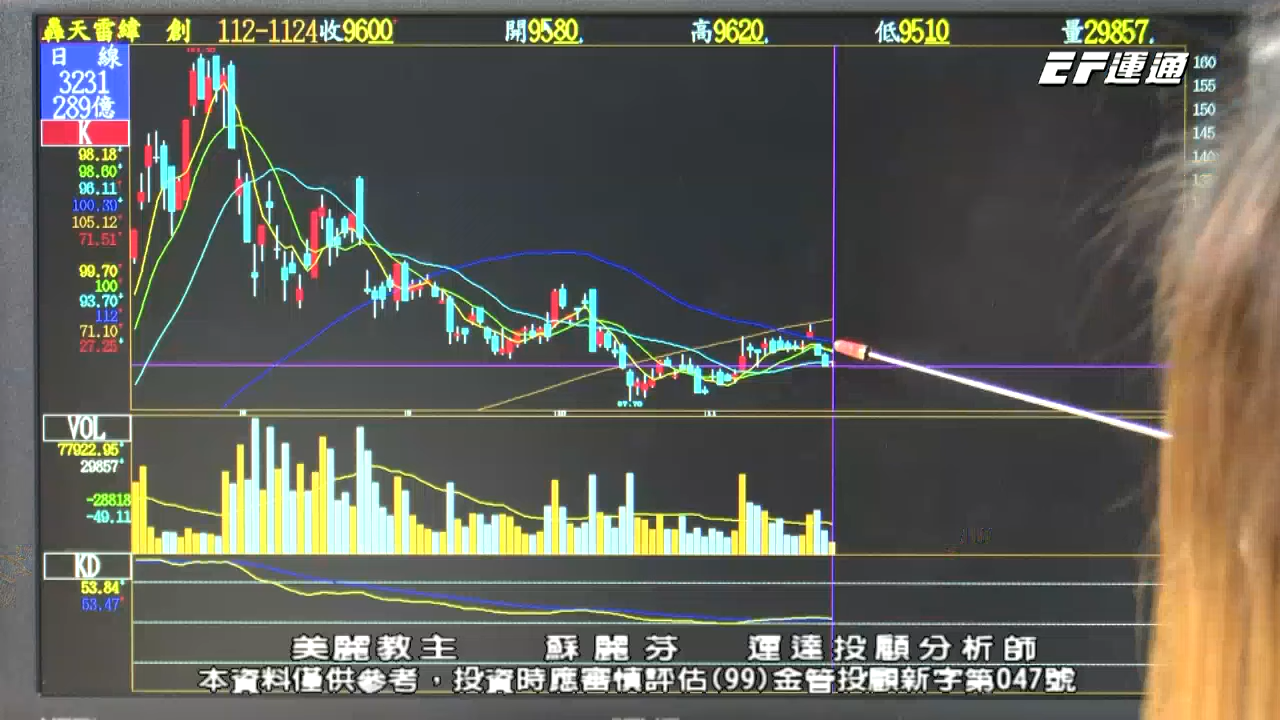 轟天雷緯 創 112-1124收9600 開9580. 高9620. 低9510 量29857.
EF運通
日 線
3231
289億
K
98.18
98.60
96.11
100.39
105.12
71.51
99.70
100
93.70
112
71.10
27.25
160
155
150
145
140
VOL
77922.95
29857
-28818
-49.11
KD
53.84
53.47
美麗教主 蘇麗芬 運達投顧分析師
本資料僅供參考，投資時應審慎評估(99)金管投顧新字第047號